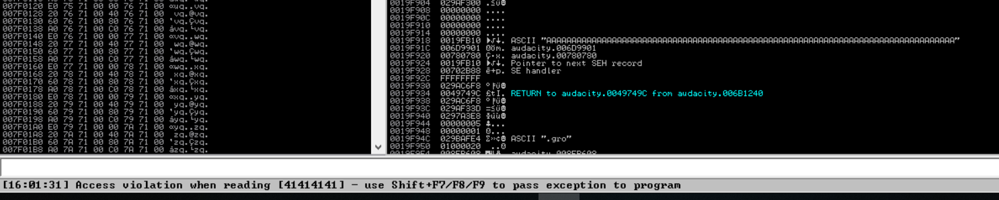 007F0120 E0 75 71 00 00 76 71 00 αuq..vq.
007F0128 20 76 71 00 40 76 71 00 vq.@vq.
007F0130 60 76 71 00 80 76 71 00 `vq.Çvq.
007F0138 A0 76 71 00 C0 76 71 00 ávq.└vq.
007F0140 E0 76 71 00 00 77 71 00 αvq..wq.
007F0148 20 77 71 00 40 77 71 00 wq.@wq.
007F0150 60 77 71 00 80 77 71 00 `wq.Çwq.
007F0158 A0 77 71 00 C0 77 71 00 áwq.└wq.
007F0160 E0 77 71 00 00 78 71 00 αwq..xq.
007F0168 20 78 71 00 40 78 71 00 xq.@xq.
007F0170 60 78 71 00 80 78 71 00 `xq.Çxq.
007F0178 A0 78 71 00 C0 78 71 00 áxq.└xq.
007F0180 E0 78 71 00 00 79 71 00 αxq..yq.
007F0188 20 79 71 00 40 79 71 00 yq.@yq.
007F0190 60 79 71 00 80 79 71 00 `yq.Çyq.
007F0198 A0 79 71 00 C0 79 71 00 áyq.└yq.
007F01A0 E0 79 71 00 00 7A 71 00 αyq..zq.
007F01A8 20 7A 71 00 40 7A 71 00 zq.@zq.
007F01B0 60 7A 71 00 80 7A 71 00 `zq.Çzq.
007F01B8 A0 7A 71 00 C0 7A 71 00 ázq.└zq.
0019F904 029AF300
0019F908 00000000 ....
0019F90C 00000000 ....
0019F910 00000000 ....
0019F914 00000000 ....
0019F918 0019FB10 ASCII "AAAAAAAAAAAAAAAAAAAAAAAAAAAAAAAAAAAAAAAAAAAAAAAAAAAAAAAAAAAAAAAAAAAAAAAAAAAAAAAA"
0019F91C 006D9901 audacity.006D9901
0019F920 00780780 audacity.00780780
0019F924 0019FB10 Pointer to next SEH record
0019F928 00702B88 ê+p. SE handler
0019F92C FFFFFFFF
0019F930 029AC6F8
0019F934 0049749C £tI. RETURN to audacity.0049749C from audacity.006B1240
0019F938 029AC6F8
0019F93C 029AF33D
0019F940 0297A3E8
0019F944 00000005
0019F948 00000001
0019F94C 029BAFE4 ASCII ".gro"
0019F950 01000020
[16:01:31] Access violation when reading [41414141] - use Shift+F7/F8/F9 to pass exception to program